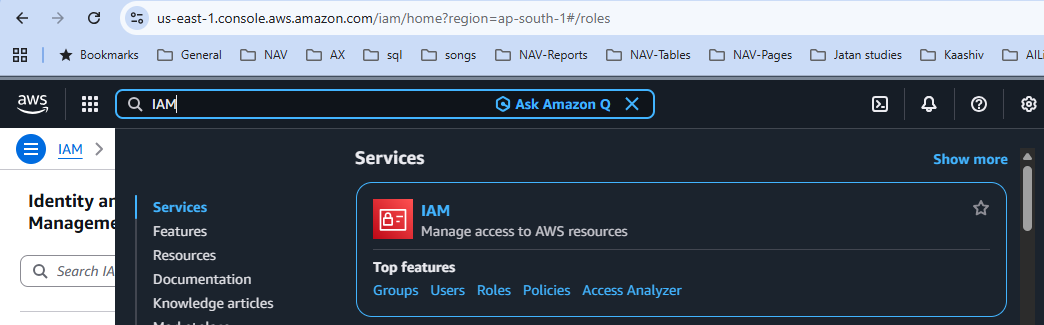 us-east-1.console.aws.amazon.com/iam/home?region=ap-south-1#/roles
Bookmarks General NAV AX sql songs NAV-Reports NAV-Tables NAV-Pages Jatan studies Kaashiv
aws IAM Ask Amazon Q
IAM
Services Show more
Identity an
Manageme
Search IA
Services
Features
Resources
Documentation
Knowledge articles
IAM
Manage access to AWS resources
Top features
Groups Users Roles Policies Access Analyzer